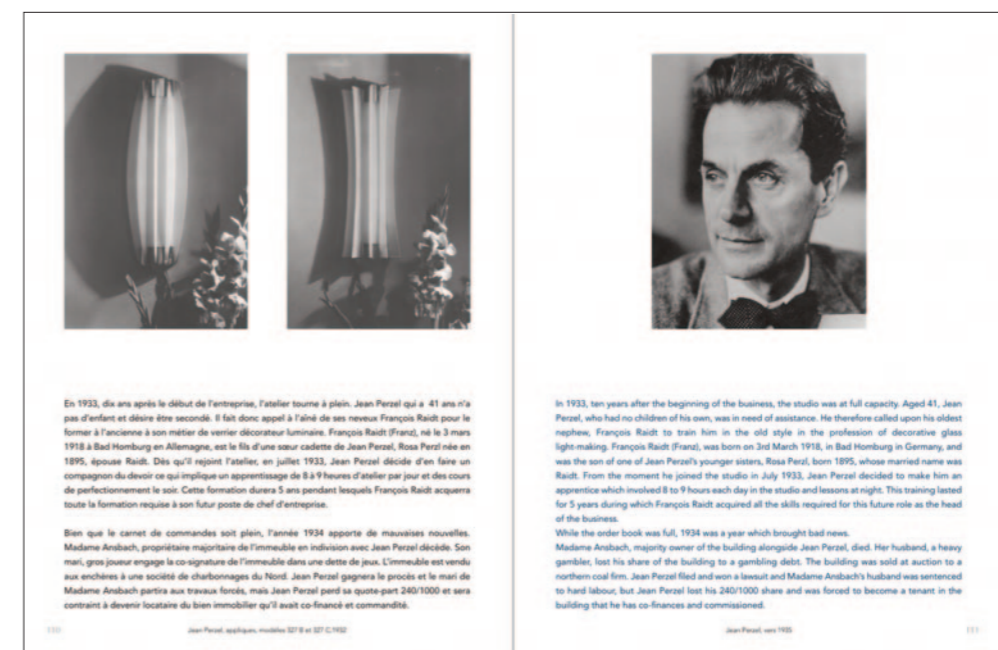 En 1933, dix ans après le début de l'entreprise, l'atelier tourne à plein. Jean Perzel qui a 41 ans n'a
pas d'enfant et désire être secondé. Il fait donc appel à l'aîné de ses neveux François Raidt pour le
former à l'ancienne à son métier de verrier décorateur luminaire. François Raidt (Franz), né le 3 mars
1918 à Bad Homburg en Allemagne, est le fils d'une sœur cadette de Jean Perzel, Rosa Perzl née en
1895, épouse Raidt. Dès qu'il rejoint l'atelier, en juillet 1933, Jean Perzel décide d'en faire un
compagnon du devoir ce qui implique un apprentissage de 8 à 9 heures d'atelier par jour et des cours
de perfectionnement le soir. Cette formation durera 5 ans pendant lesquels François Raidt acquerra
toute la formation requise à son futur poste de chef d'entreprise.
Bien que le carnet de commandes soit plein, l'année 1934 apporte de mauvaises nouvelles.
Madame Ansbach, propriétaire majoritaire de l'immeuble en indivision avec Jean Perzel décède. Son
mari, gros joueur engage la co-signature de l'immeuble dans une dette de jeux. L'immeuble est vendu
aux enchères à une société de charbonnages du Nord. Jean Perzel gagnera le procès et le mari de
Madame Ansbach partira aux travaux forcés, mais Jean Perzel perd sa quote-part 240/1000 et sera
contraint à devenir locataire du bien immobilier qu'il avait co-financé et commandité.
110
Jean Perzel, appliques, modèles 327 B et 327 C,1932
In 1933, ten years after the beginning of the business, the studio was at full capacity. Aged 41, Jean
Perzel, who had no children of his own, was in need of assistance. He therefore called upon his oldest
nephew, François Raidt to train him in the old style in the profession of decorative glass
light-making. François Raidt (Franz), was born on 3rd March 1918, in Bad Homburg in Germany, and
was the son of one of Jean Perzel's younger sisters, Rosa Perzl, born 1895, whose married name was
Raidt. From the moment he joined the studio in July 1933, Jean Perzel decided to make him an
apprentice which involved 8 to 9 hours each day in the studio and lessons at night. This training lasted
for 5 years during which François Raidt acquired all the skills required for this future role as the head
of the business.
While the order book was full, 1934 was a year which brought bad news.
Madame Ansbach, majority owner of the building alongside Jean Perzel, died. Her husband, a heavy
gambler, lost his share of the building to a gambling debt. The building was sold at auction to a
northern coal firm. Jean Perzel filed and won a lawsuit and Madame Ansbach's husband was sentenced
to hard labour, but Jean Perzel lost his 240/1000 share and was forced to become a tenant in the
building that he has co-finances and commissioned.
Jean Perzel, vers 1935
111